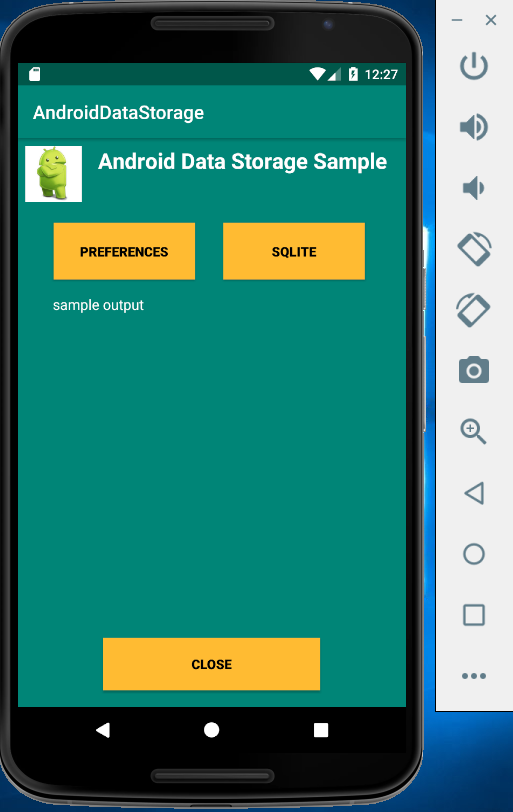 12:27
AndroidDataStorage
Android Data Storage Sample
PREFERENCES SQLITE
sample output
CLOSE